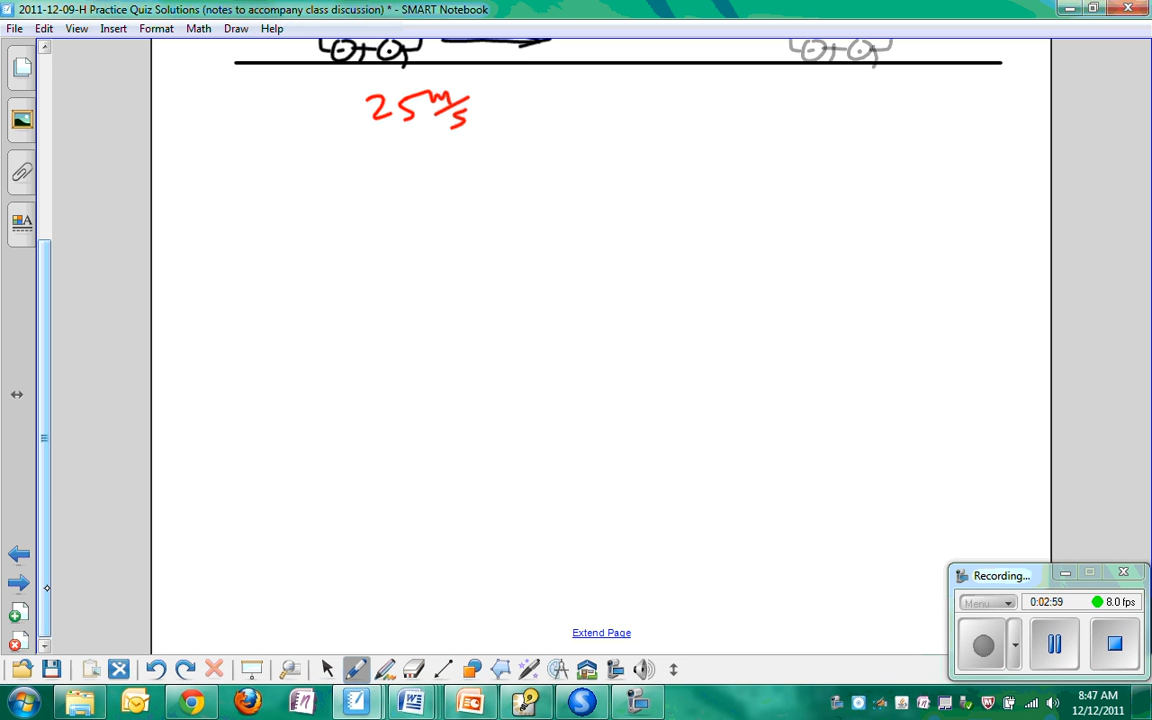 2011-12-09-H Practice Quiz Solutions (notes to accompany class discussion) * - SMART Notebook
File Edit View Insert Format Math Draw Help
25 m/s
Recording...
Menu 0:02:59 8.0 fps
Extend Page
8:47 AM
12/12/2011